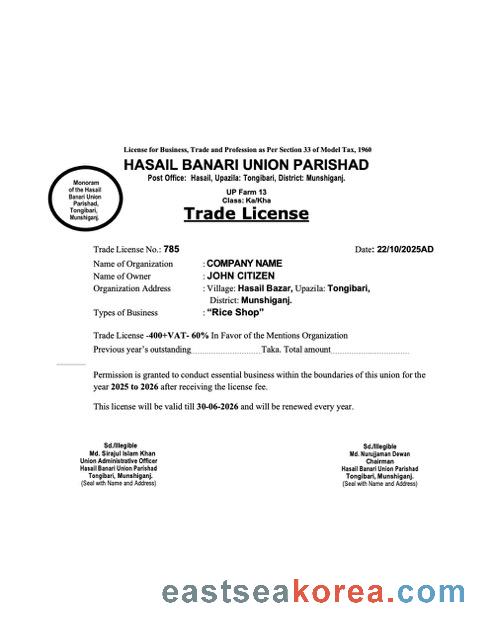 License for Business, Trade and Profession as Per Section 33 of Model Tax, 1960
HASAIL BANARI UNION PARISHAD
Post Office: Hasail, Upazila: Tongibari, District: Munshiganj.
Monoram
of the Hasail
Banari Union
Parishad,
Tongibari,
Munshiganj.
UP Farm 13
Class: Ka/Kha
Trade License
Trade License No.: 785 Date: 22/10/2025AD
Name of Organization : COMPANY NAME
Name of Owner : JOHN CITIZEN
Organization Address : Village: Hasail Bazar, Upazila: Tongibari,
District: Munshiganj.
Types of Business : “Rice Shop”
Trade License -400+VAT- 60% In Favor of the Mentions Organization
Previous year’s outstanding..............................Taka. Total amount..................................
Permission is granted to conduct essential business within the boundaries of this union for the
year 2025 to 2026 after receiving the license fee.
This license will be valid till 30-06-2026 and will be renewed every year.
Sd./Illegible
Md. Sirajul Islam Khan
Union Administrative Officer
Hasail Banari Union Parishad
Tongibari, Munshiganj.
(Seal with Name and Address)
Sd./Illegible
Md. Nurujjaman Dewan
Chairman
Hasail Banari Union Parishad
Tongibari, Munshiganj.
(Seal with Name and Address)
eastseakorea.com